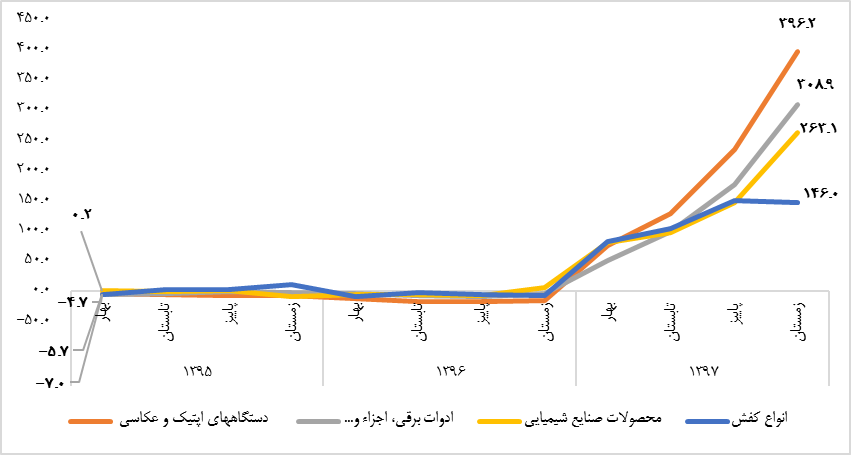 ۴۵۰.۰
۴۰۰.۰
۳۵۰.۰
۳۰۰.۰
۲۵۰.۰
۲۰۰.۰
۱۵۰.۰
۱۰۰.۰
۵۰.۰
۰.۰
-۵۰.۰
۳۹۶.۲
۳۰۸.۹
۲۶۳.۱
۱۴۶.۰
۰.۲
-۴.۷
-۵.۷
-۷.۰
بهار
تابستان
پاییز
زمستان
بهار
تابستان
پاییز
زمستان
بهار
تابستان
پاییز
زمستان
۱۳۹۵
۱۳۹۶
۱۳۹۷
دستگاههای اپتیک و عکاسی
ادوات برقی، اجزاء و...
محصولات صنایع شیمیایی
انواع کفش